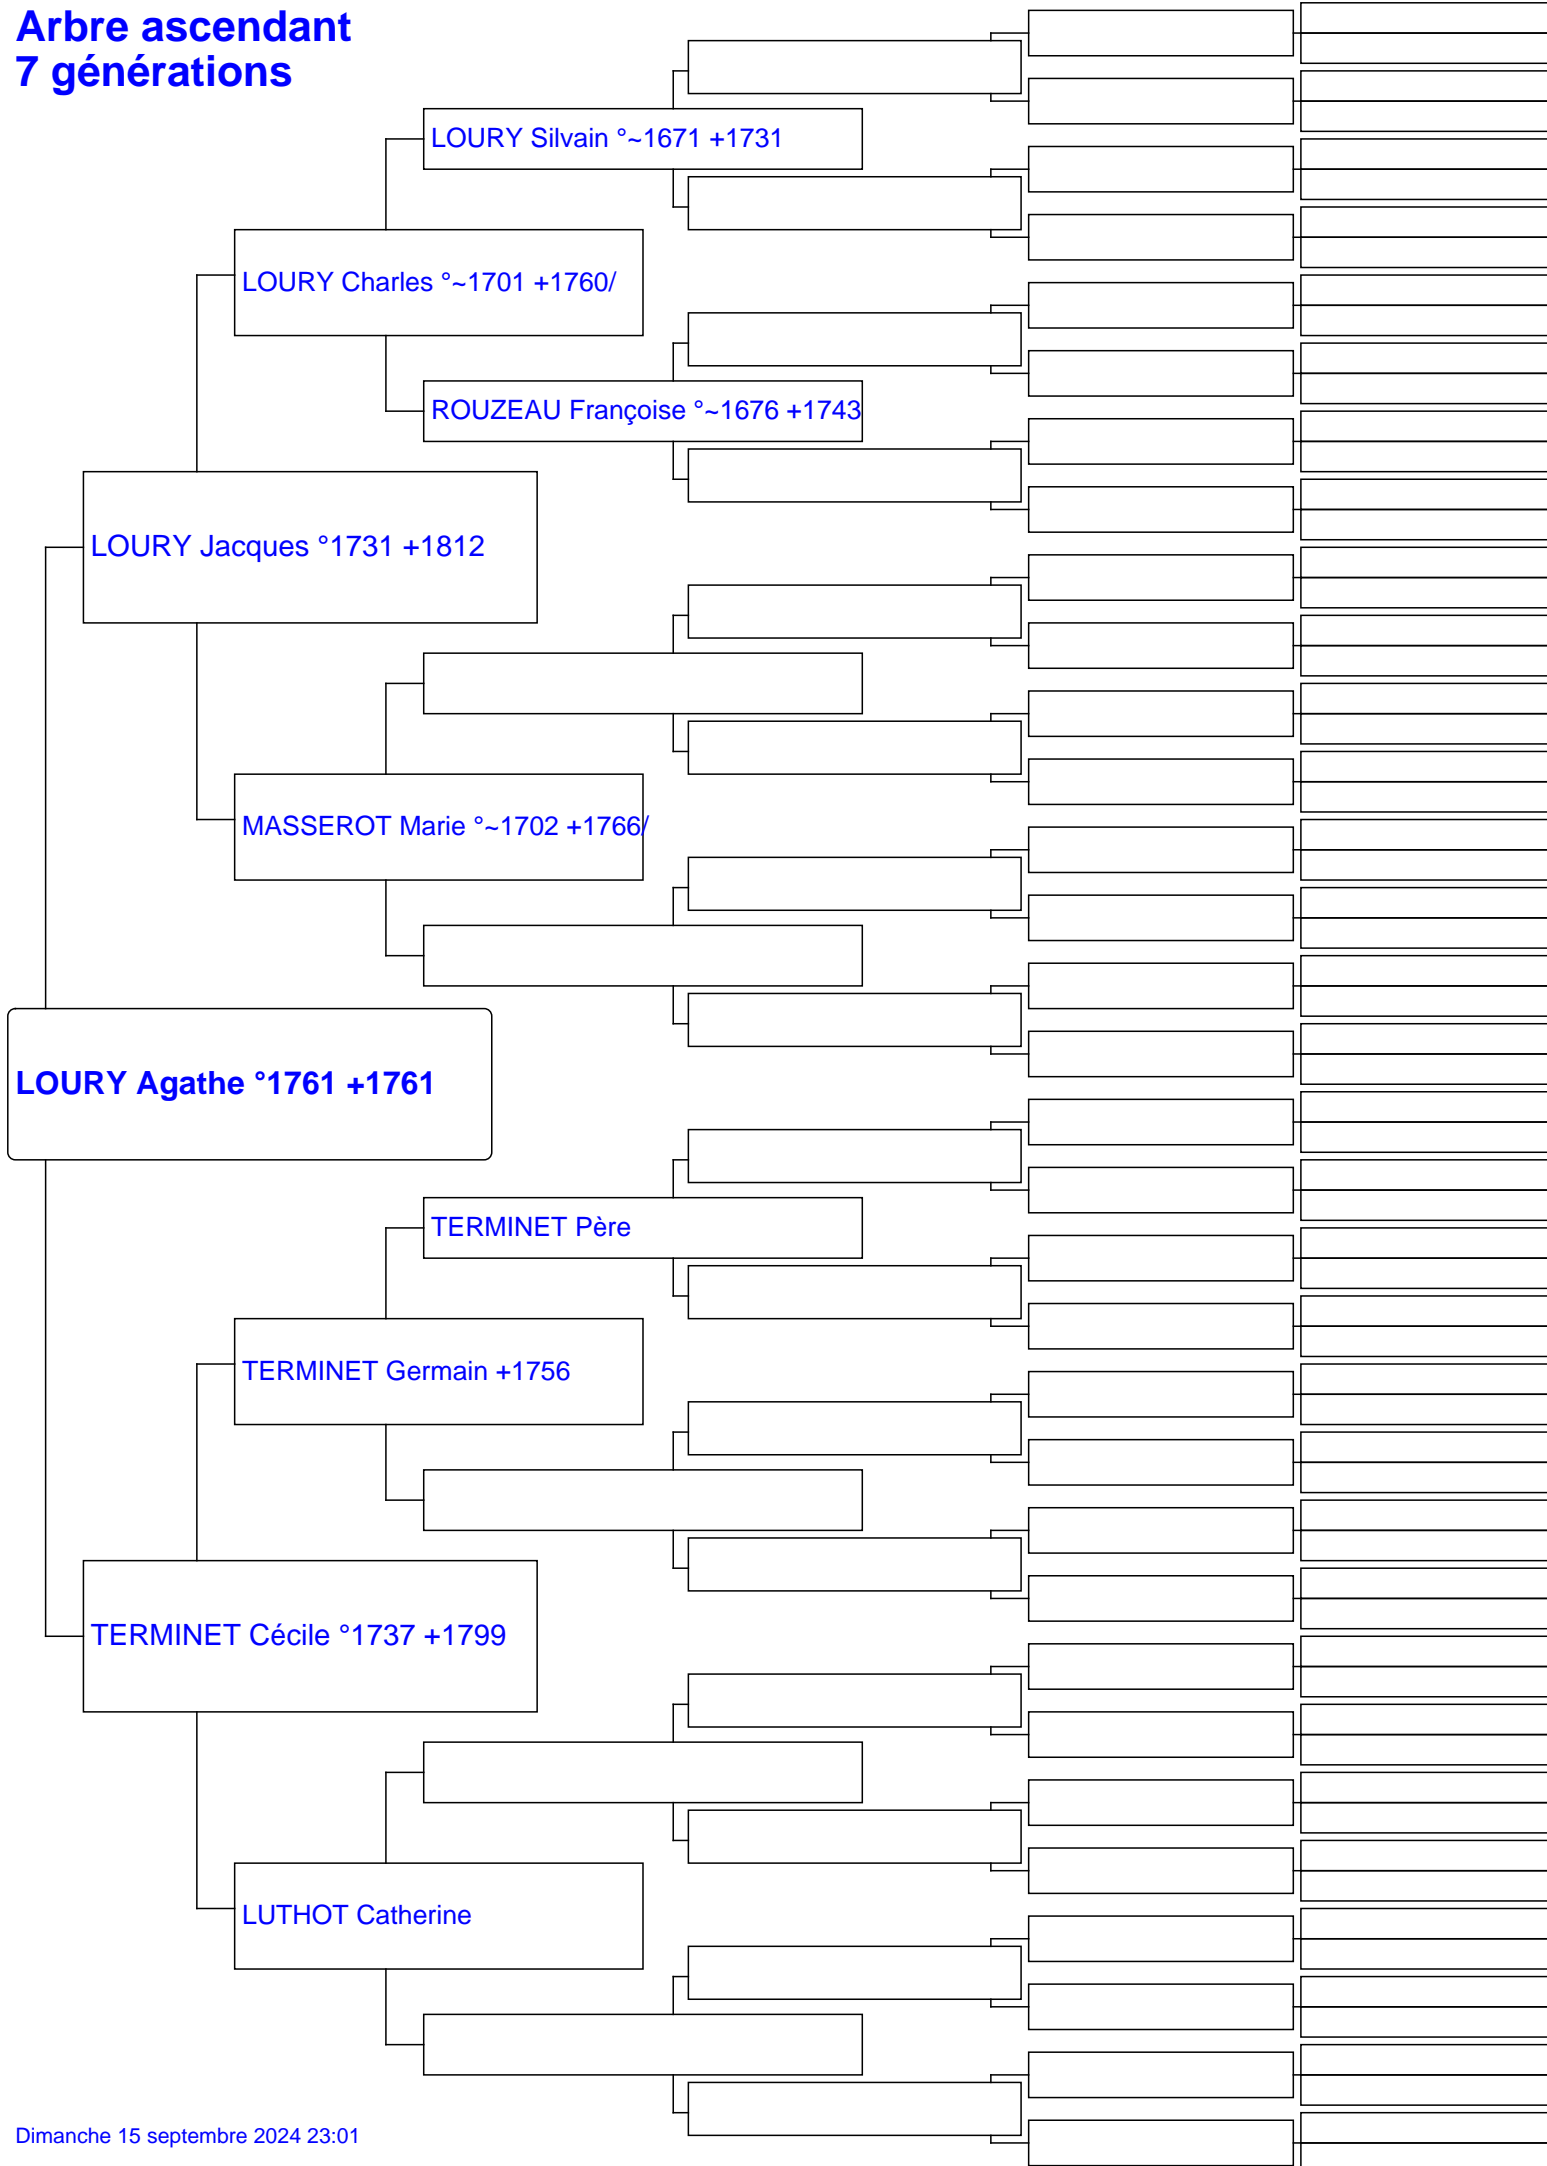 Arbre ascendant
7 générations
LOURY Silvain °~1671 +1731
LOURY Charles °~1701 +1760/
ROUZEAU Françoise °~1676 +1743
LOURY Jacques °1731 +1812
MASSEROT Marie °~1702 +1766/
LOURY Agathe °1761 +1761
TERMINET Père
TERMINET Germain +1756
TERMINET Cécile °1737 +1799
LUTHOT Catherine
Dimanche 15 septembre 2024 23:01